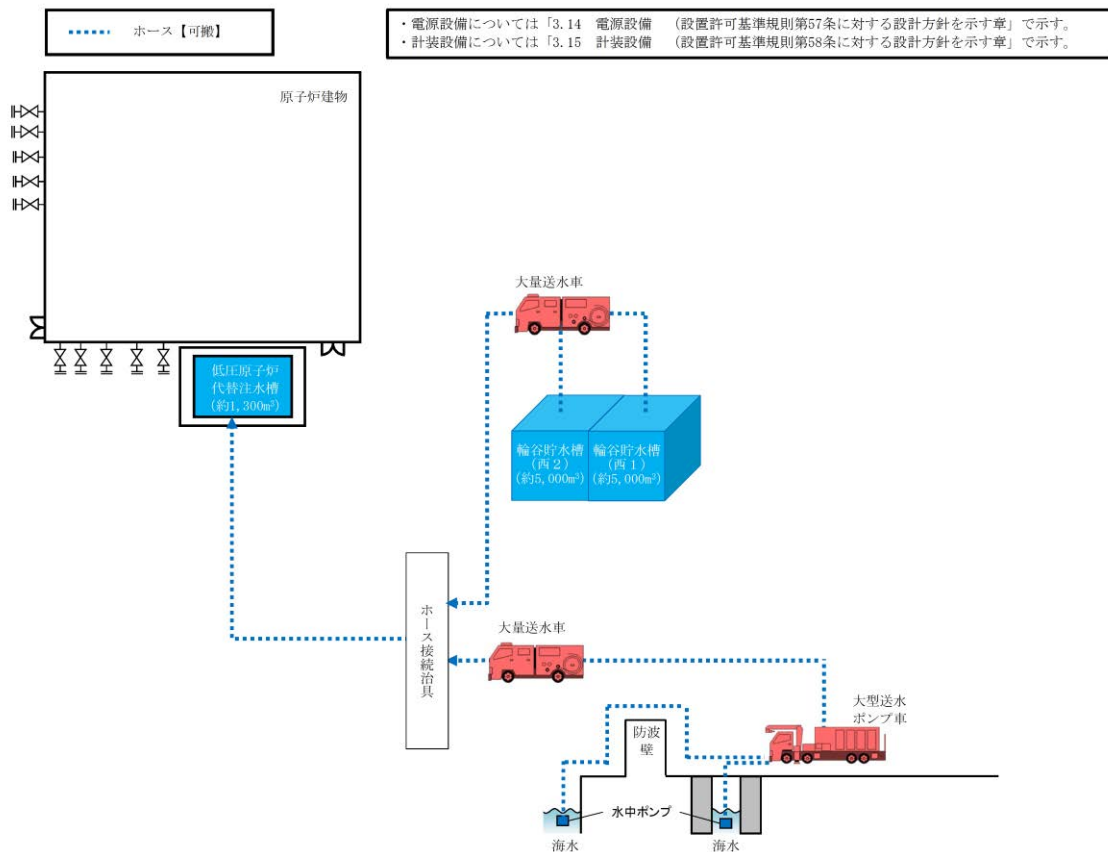 ホース【可搬】
・電源設備については「3.14　電源設備　（設置許可基準規則第57条に対する設計方針を示す章」で示す。
・計装設備については「3.15　計装設備　（設置許可基準規則第58条に対する設計方針を示す章」で示す。
原子炉建物
大量送水車
低圧原子炉
代替注水槽
(約1,300m³)
輪谷貯水槽
(西２)
(約5,000m³)
輪谷貯水槽
(西１)
(約5,000m³)
ホース接続治具
大量送水車
大型送水
ポンプ車
防波
壁
水中ポンプ
海水
海水